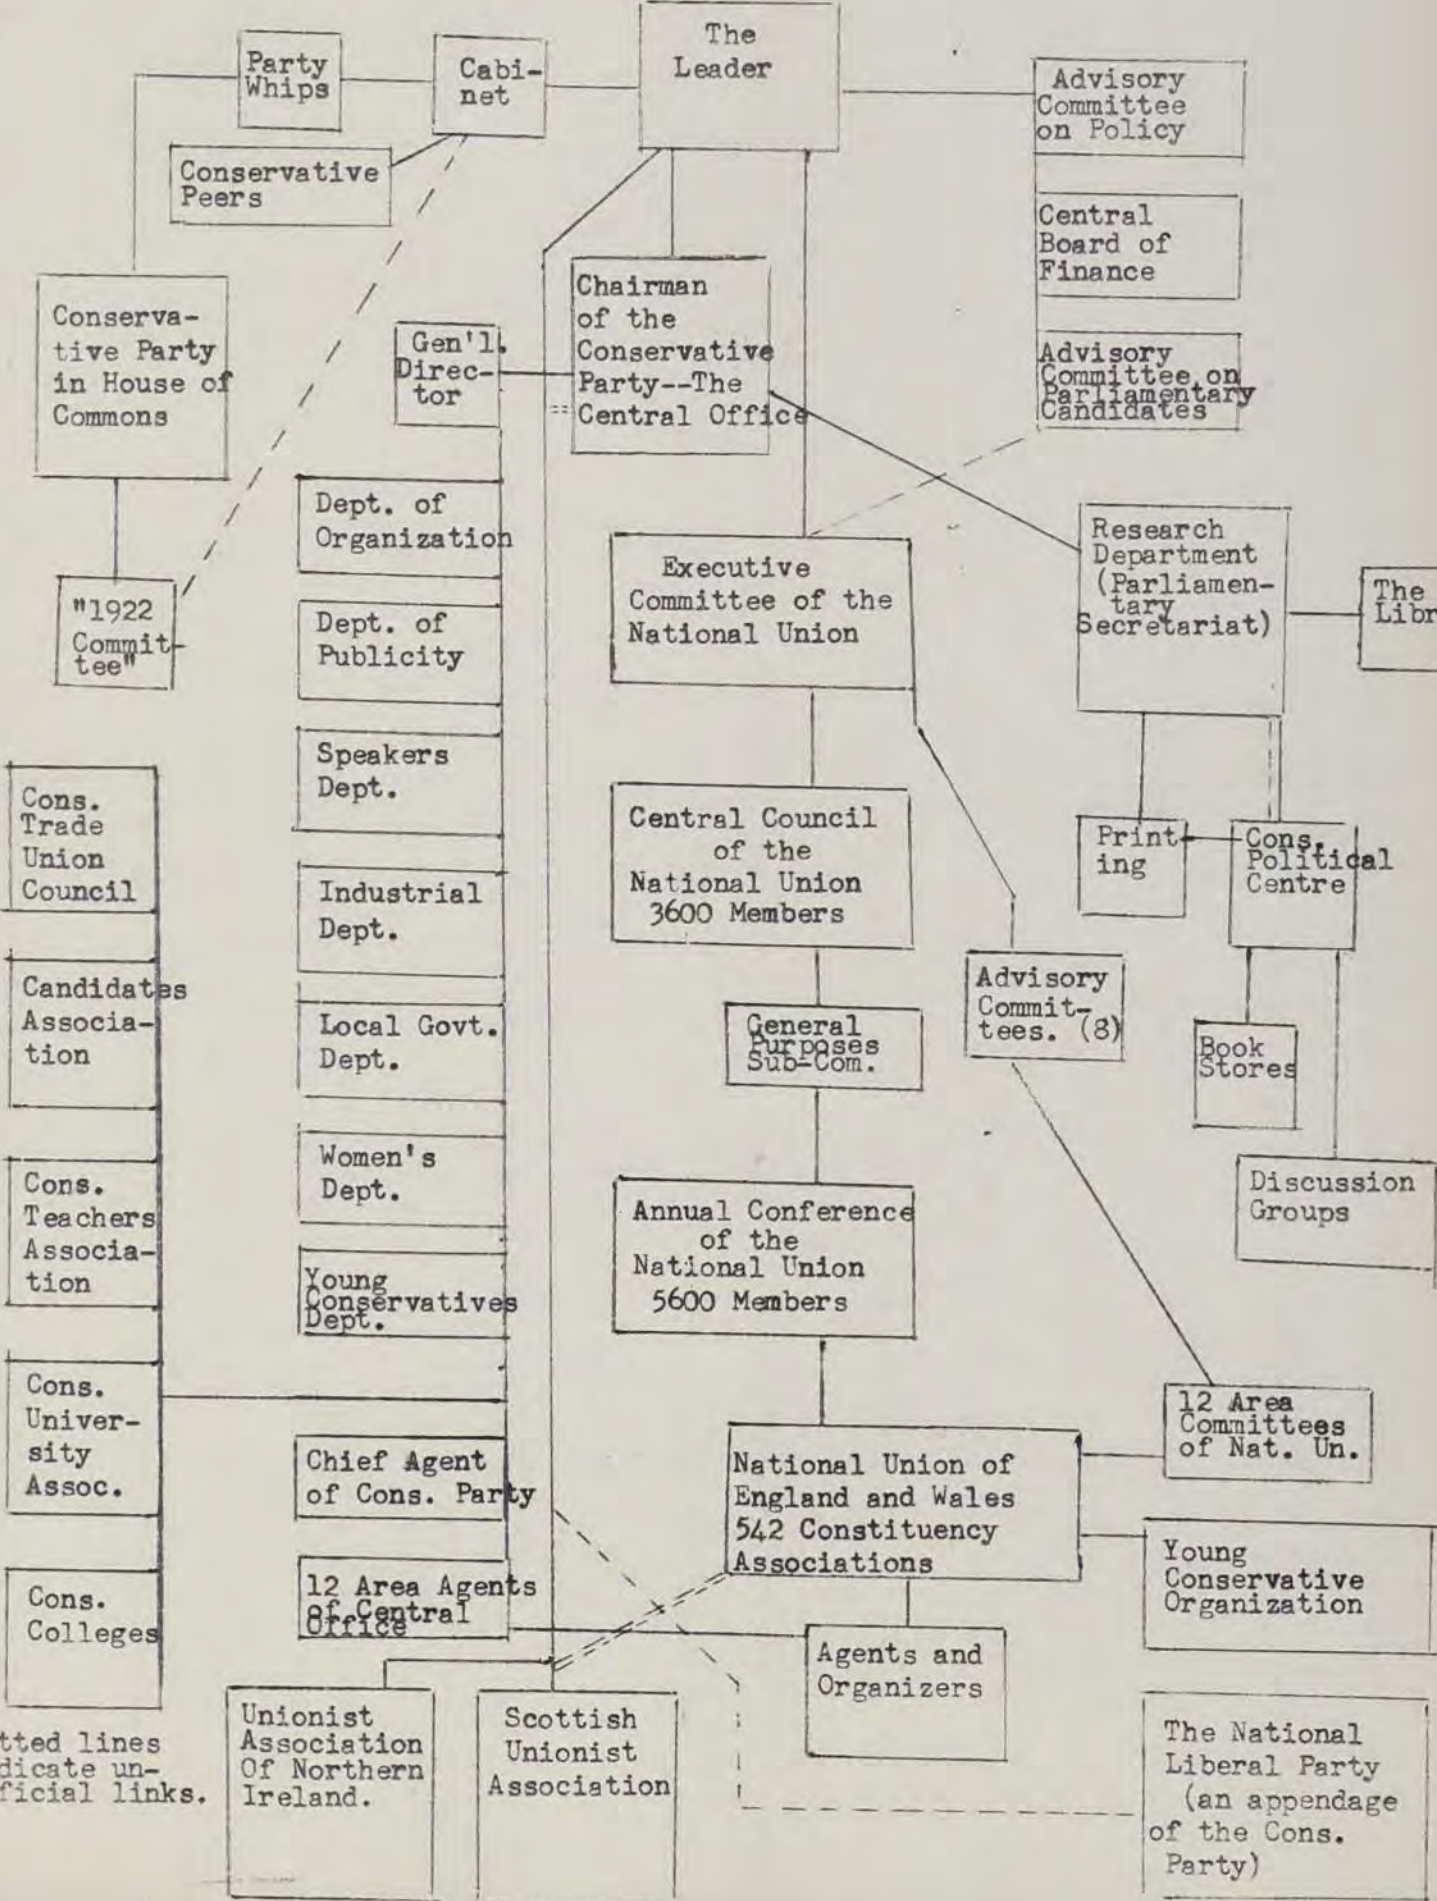 The
Leader
Party
Whips
Cabi-
net
Advisory
Committee
on Policy
Conservative
Peers
Central
Board of
Finance
Conserva-
tive Party
in House of
Commons
Gen'l.
Direc-
tor
Chairman
of the
Conservative
Party--The
Central Office
Advisory
Committee on
Parliamentary
Candidates
Dept. of
Organization
Executive
Committee of the
National Union
Research
Department
(Parliamen-
tary
Secretariat)
The
Libr
"1922
Commit-
tee"
Dept. of
Publicity
Speakers
Dept.
Cons.
Trade
Union
Council
Central Council
of the
National Union
3600 Members
Print-
ing
Cons.
Political
Centre
Industrial
Dept.
Candidates
Associa-
tion
Advisory
Commit-
tees. (8)
Local Govt.
Dept.
General
Purposes
Sub-Com.
Book
Stores
Women's
Dept.
Cons.
Teachers
Associa-
tion
Annual Conference
of the
National Union
5600 Members
Discussion
Groups
Young
Conservatives
Dept.
Cons.
Univer-
sity
Assoc.
12 Area
Committees
of Nat. Un.
Chief Agent
of Cons. Party
National Union of
England and Wales
542 Constituency
Associations
Young
Conservative
Organization
12 Area Agents
of Central
Office
Cons.
Colleges
Agents and
Organizers
Unionist
Association
Of Northern
Ireland.
Scottish
Unionist
Association
The National
Liberal Party
(an appendage
of the Cons.
Party)
tted lines
dicate un-
ficial links.